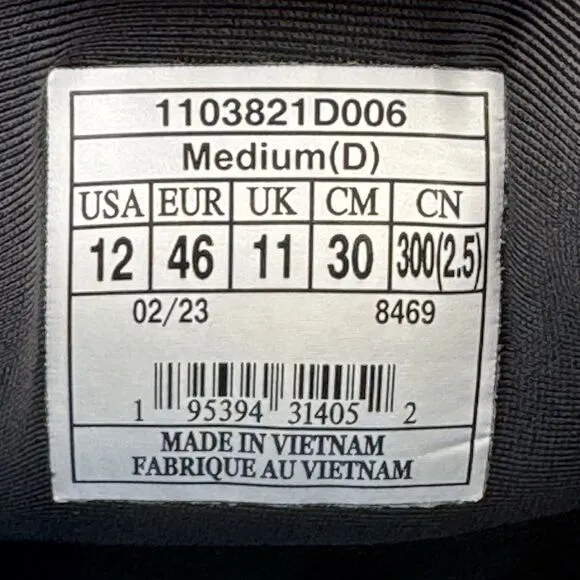 1103821D006
Medium(D)
USA EUR UK CM CN
12 46 11 30 300(2.5)
02/23 8469
1 95394 31405 2
MADE IN VIETNAM
FABRIQUE AU VIETNAM